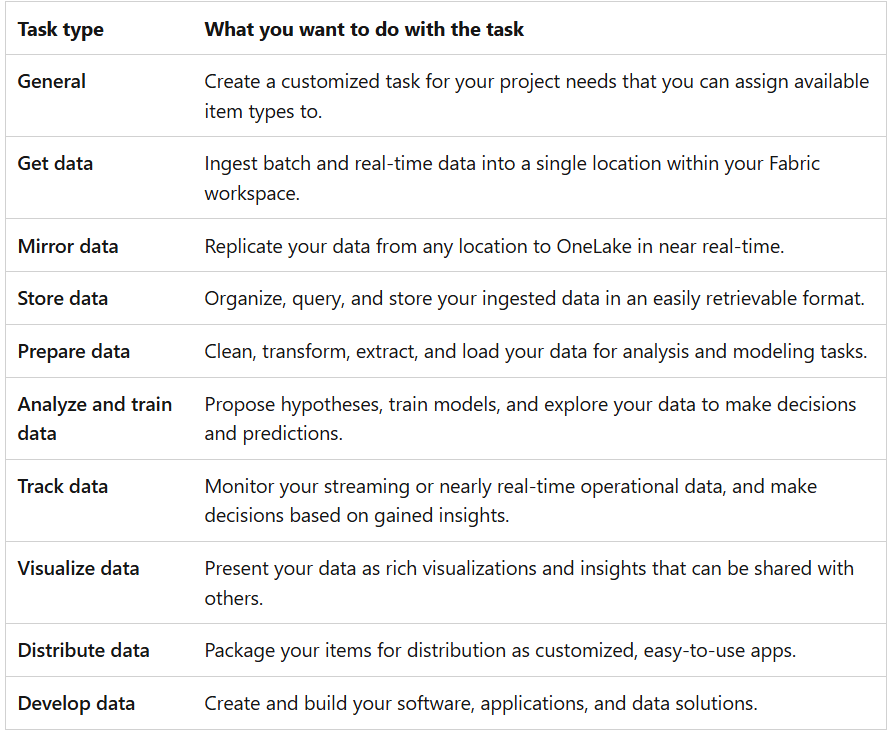 Task type What you want to do with the task
General Create a customized task for your project needs that you can assign available
item types to.
Get data Ingest batch and real-time data into a single location within your Fabric
workspace.
Mirror data Replicate your data from any location to OneLake in near real-time.
Store data Organize, query, and store your ingested data in an easily retrievable format.
Prepare data Clean, transform, extract, and load your data for analysis and modeling tasks.
Analyze and train Propose hypotheses, train models, and explore your data to make decisions
data and predictions.
Track data Monitor your streaming or nearly real-time operational data, and make
decisions based on gained insights.
Visualize data Present your data as rich visualizations and insights that can be shared with
others.
Distribute data Package your items for distribution as customized, easy-to-use apps.
Develop data Create and build your software, applications, and data solutions.